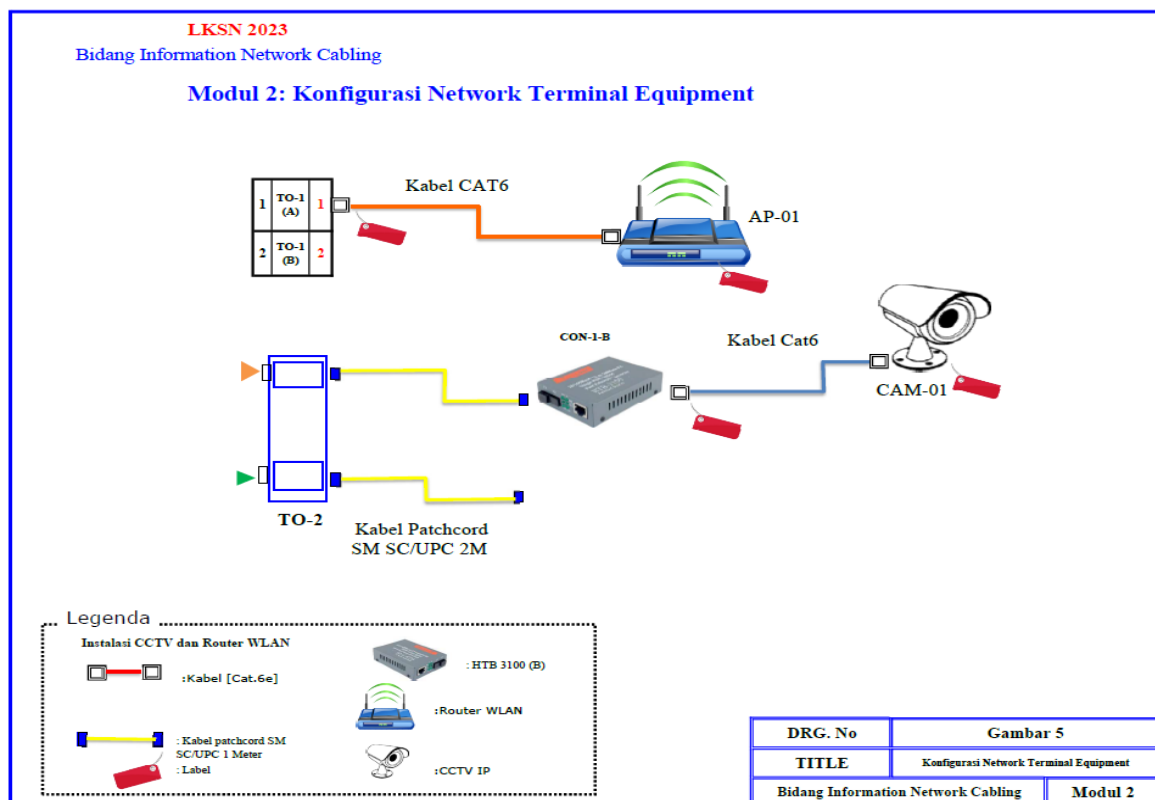 LKSN 2023
Bidang Information Network Cabling
Modul 2: Konfigurasi Network Terminal Equipment
1 TO-1 (A) 1
2 TO-1 (B) 2
Kabel CAT6
AP-01
CON-1-B
Kabel Cat6
CAM-01
TO-2
Kabel Patchcord
SM SC/UPC 2M
Legenda
Instalasi CCTV dan Router WLAN
:Kabel [Cat.6e]
: Kabel patchcord SM
SC/UPC 1 Meter
: Label
: HTB 3100 (B)
:Router WLAN
:CCTV IP
DRG. No Gambar 5
TITLE Konfigurasi Network Terminal Equipment
Bidang Information Network Cabling Modul 2